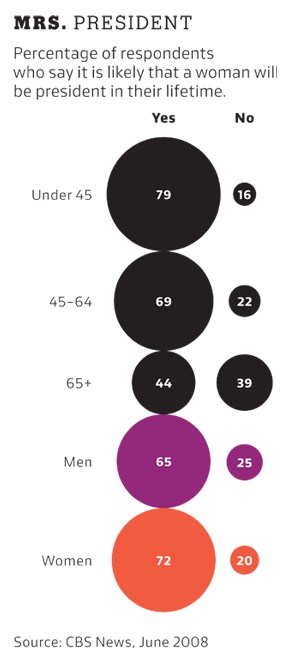 MRS. PRESIDENT
Percentage of respondents
who say it is likely that a woman will
be president in their lifetime.
Yes No
Under 45 79 16
45–64 69 22
65+ 44 39
Men 65 25
Women 72 20
Source: CBS News, June 2008